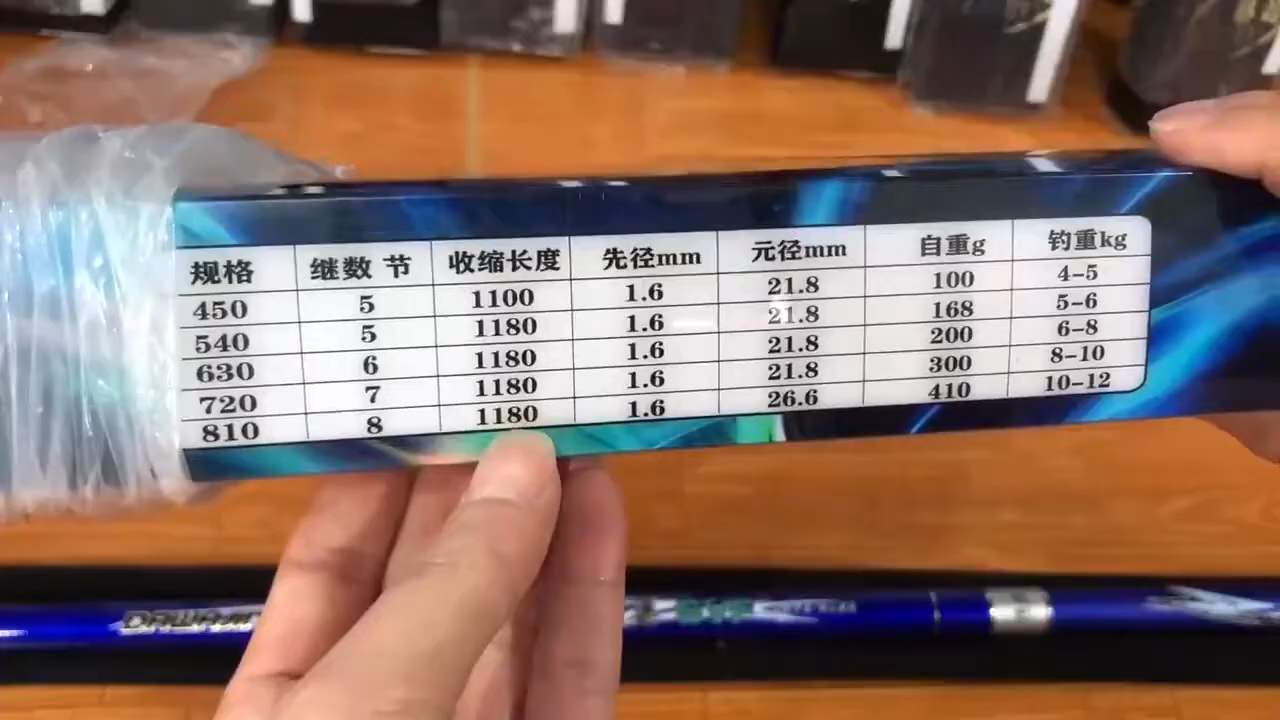 规格 继数 节 收缩长度 先径mm 元径mm 自重g 钓重kg
450 5 1100 1.6 21.8 100 4-5
540 5 1180 1.6 21.8 168 5-6
630 6 1180 1.6 21.8 200 6-8
720 7 1180 1.6 21.8 300 8-10
810 8 1180 1.6 26.6 410 10-12